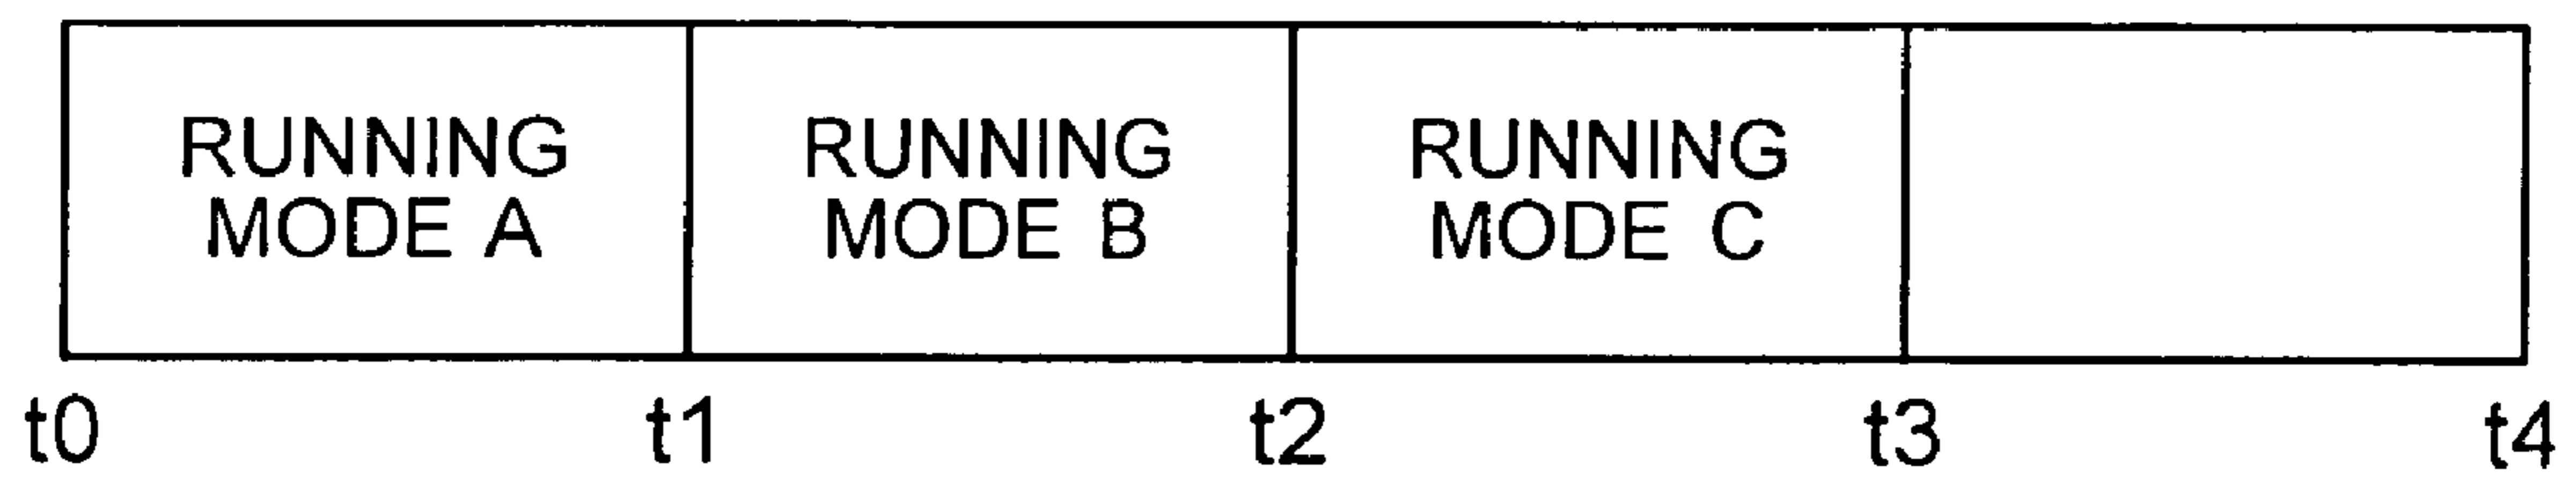 RUNNING
MODE A
RUNNING
MODE B
RUNNING
MODE C
t0
t1
t2
t3
t4